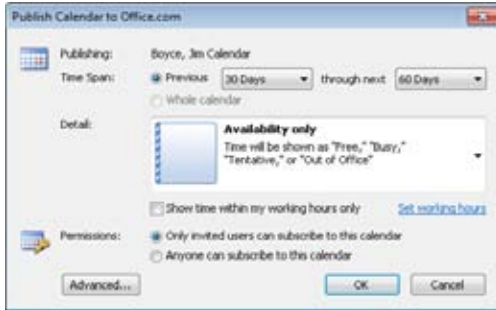 Publish Calendar to Office.com
Publishing: Boyce, Jim Calendar
Time Span: Previous 30 Days through next 60 Days
Whole calendar
Detail: Availability only
Time will be shown as "Free," "Busy,"
"Tentative," or "Out of Office"
Show time within my working hours only Set working hours
Permissions: Only invited users can subscribe to this calendar
Anyone can subscribe to this calendar
Advanced... OK Cancel